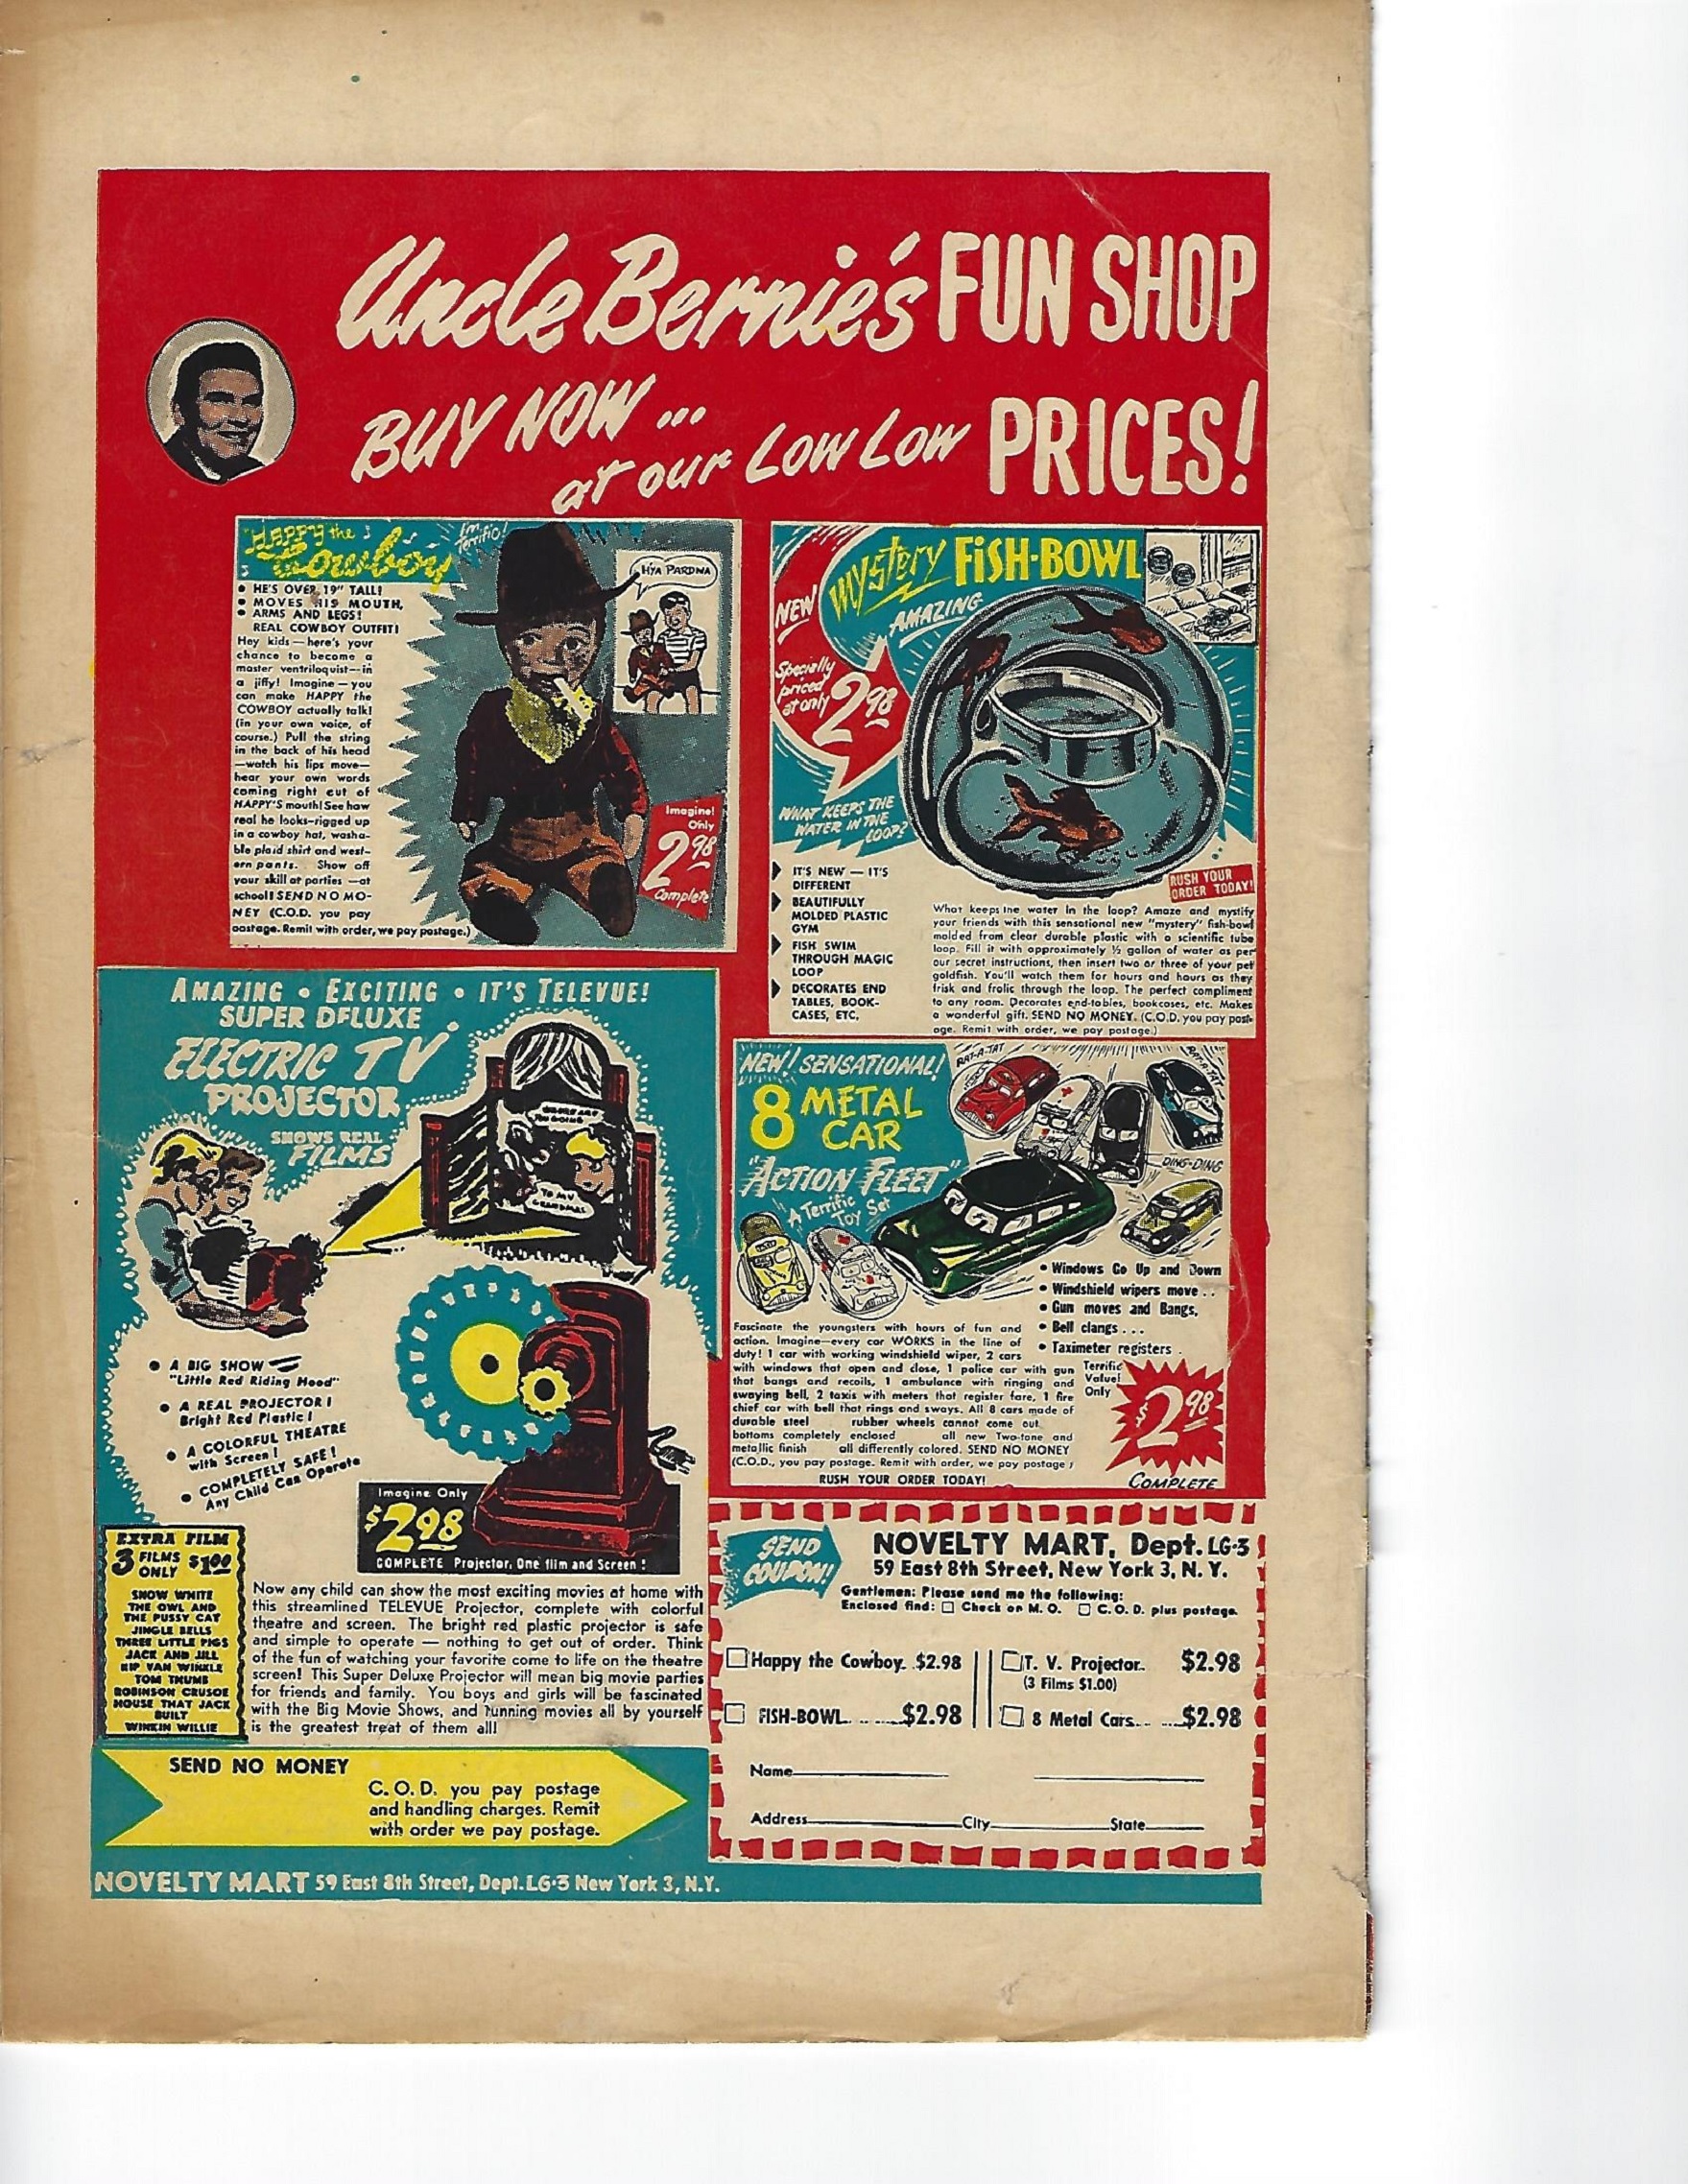 Uncle Bernie's FUN SHOP
BUY NOW ...
at our Low Low PRICES!
HAPPY the
Cowboy
I'm
Terrific!
HIYA PARDNA
• HE'S OVER 19" TALL!
• MOVES HIS MOUTH,
• ARMS AND LEGS!
REAL COWBOY OUTFIT!
Hey kids — here's your
chance to become a
master ventriloquist — in
a jiffy! Imagine — you
can make HAPPY the
COWBOY actually talk!
(in your own voice, of
course.) Pull the string
in the back of his head
—watch his lips move—
hear your own words
coming right out of
HAPPY'S mouth! See how
real he looks—rigged up
in a cowboy hat, washa-
ble plaid shirt and west-
ern pants. Show off
your skill at parties — at
school! SEND NO MO-
NEY (C.O.D. you pay
postage. Remit with order, we pay postage.)
Imagine!
Only
2.98
Complete
NEW
Mystery FISH-BOWL
AMAZING
Specially
priced
at only
2.98
WHAT KEEPS THE
WATER IN THE
LOOP?
IT'S NEW — IT'S
DIFFERENT
BEAUTIFULLY
MOLDED PLASTIC
GYM
FISH SWIM
THROUGH MAGIC
LOOP
DECORATES END
TABLES, BOOK-
CASES, ETC.
RUSH YOUR
ORDER TODAY!
What keeps the water in the loop? Amaze and mystify
your friends with this sensational new "mystery" fish-bowl
molded from clear durable plastic with a scientific tube
loop. Fill it with approximately ½ gallon of water as per
our secret instructions, then insert two or three of your pet
goldfish. You'll watch them for hours and hours as they
frisk and frolic through the loop. The perfect compliment
to any room. Decorates end-tables, bookcases, etc. Makes
a wonderful gift. SEND NO MONEY. (C.O.D. you pay post-
age. Remit with order, we pay postage.)
AMAZING • EXCITING • IT'S TELEVUE!
SUPER DELUXE
ELECTRIC TV
PROJECTOR
SHOWS REAL
FILMS
WHERE ARE
YOU GOING
TO MY
GRANDMAS
• A BIG SHOW
"Little Red Riding Hood"
• A REAL PROJECTOR!
Bright Red Plastic!
• A COLORFUL THEATRE
with Screen!
• COMPLETELY SAFE!
Any Child Can Operate
Imagine Only
$2.98
COMPLETE Projector, One film and Screen!
EXTRA FILM
3 FILMS ONLY $1.00
SNOW WHITE
THE OWL AND
THE PUSSY CAT
JINGLE BELLS
THREE LITTLE PIGS
JACK AND JILL
RIP VAN WINKLE
TOM THUMB
ROBINSON CRUSOE
HOUSE THAT JACK
BUILT
WINKIN WILLIE
Now any child can show the most exciting movies at home with
this streamlined TELEVUE Projector, complete with colorful
theatre and screen. The bright red plastic projector is safe
and simple to operate — nothing to get out of order. Think
of the fun of watching your favorite come to life on the theatre
screen! This Super Deluxe Projector will mean big movie parties
for friends and family. You boys and girls will be fascinated
with the Big Movie Shows, and running movies all by yourself
is the greatest treat of them all!
SEND NO MONEY
C.O.D. you pay postage
and handling charges. Remit
with order we pay postage.
NEW! SENSATIONAL!
8 METAL
CAR
"ACTION FLEET"
A Terrific
Toy Set
RAT-A-TAT
RAT-A-TAT
DING-DING
• Windows Go Up and Down
• Windshield wipers move . .
• Gun moves and Bangs,
• Bell clangs . . .
• Taximeter registers .
Fascinate the youngsters with hours of fun and
action. Imagine—every car WORKS in the line of
duty! 1 car with working windshield wiper, 2 cars
with windows that open and close, 1 police car with gun
that bangs and recoils, 1 ambulance with ringing and
swaying bell, 2 taxis with meters that register fare, 1 fire
chief car with bell that rings and sways. All 8 cars made of
durable steel rubber wheels cannot come out
bottoms completely enclosed all new Two-tone and
metallic finish all differently colored. SEND NO MONEY
(C.O.D., you pay postage. Remit with order, we pay postage)
RUSH YOUR ORDER TODAY!
Terrific
Value!
Only
$2.98
COMPLETE
SEND
COUPON!
NOVELTY MART, Dept. LG-3
59 East 8th Street, New York 3, N. Y.
Gentlemen: Please send me the following:
Enclosed find: ☐ Check or M. O. ☐ C. O. D. plus postage.
☐ Happy the Cowboy. .$2.98
☐ T. V. Projector.. $2.98
(3 Films $1.00)
☐ FISH-BOWL. . .....$2.98
☐ 8 Metal Cars... ....$2.98
Name
Address City State
NOVELTY MART 59 East 8th Street, Dept. LG-3 New York 3, N.Y.